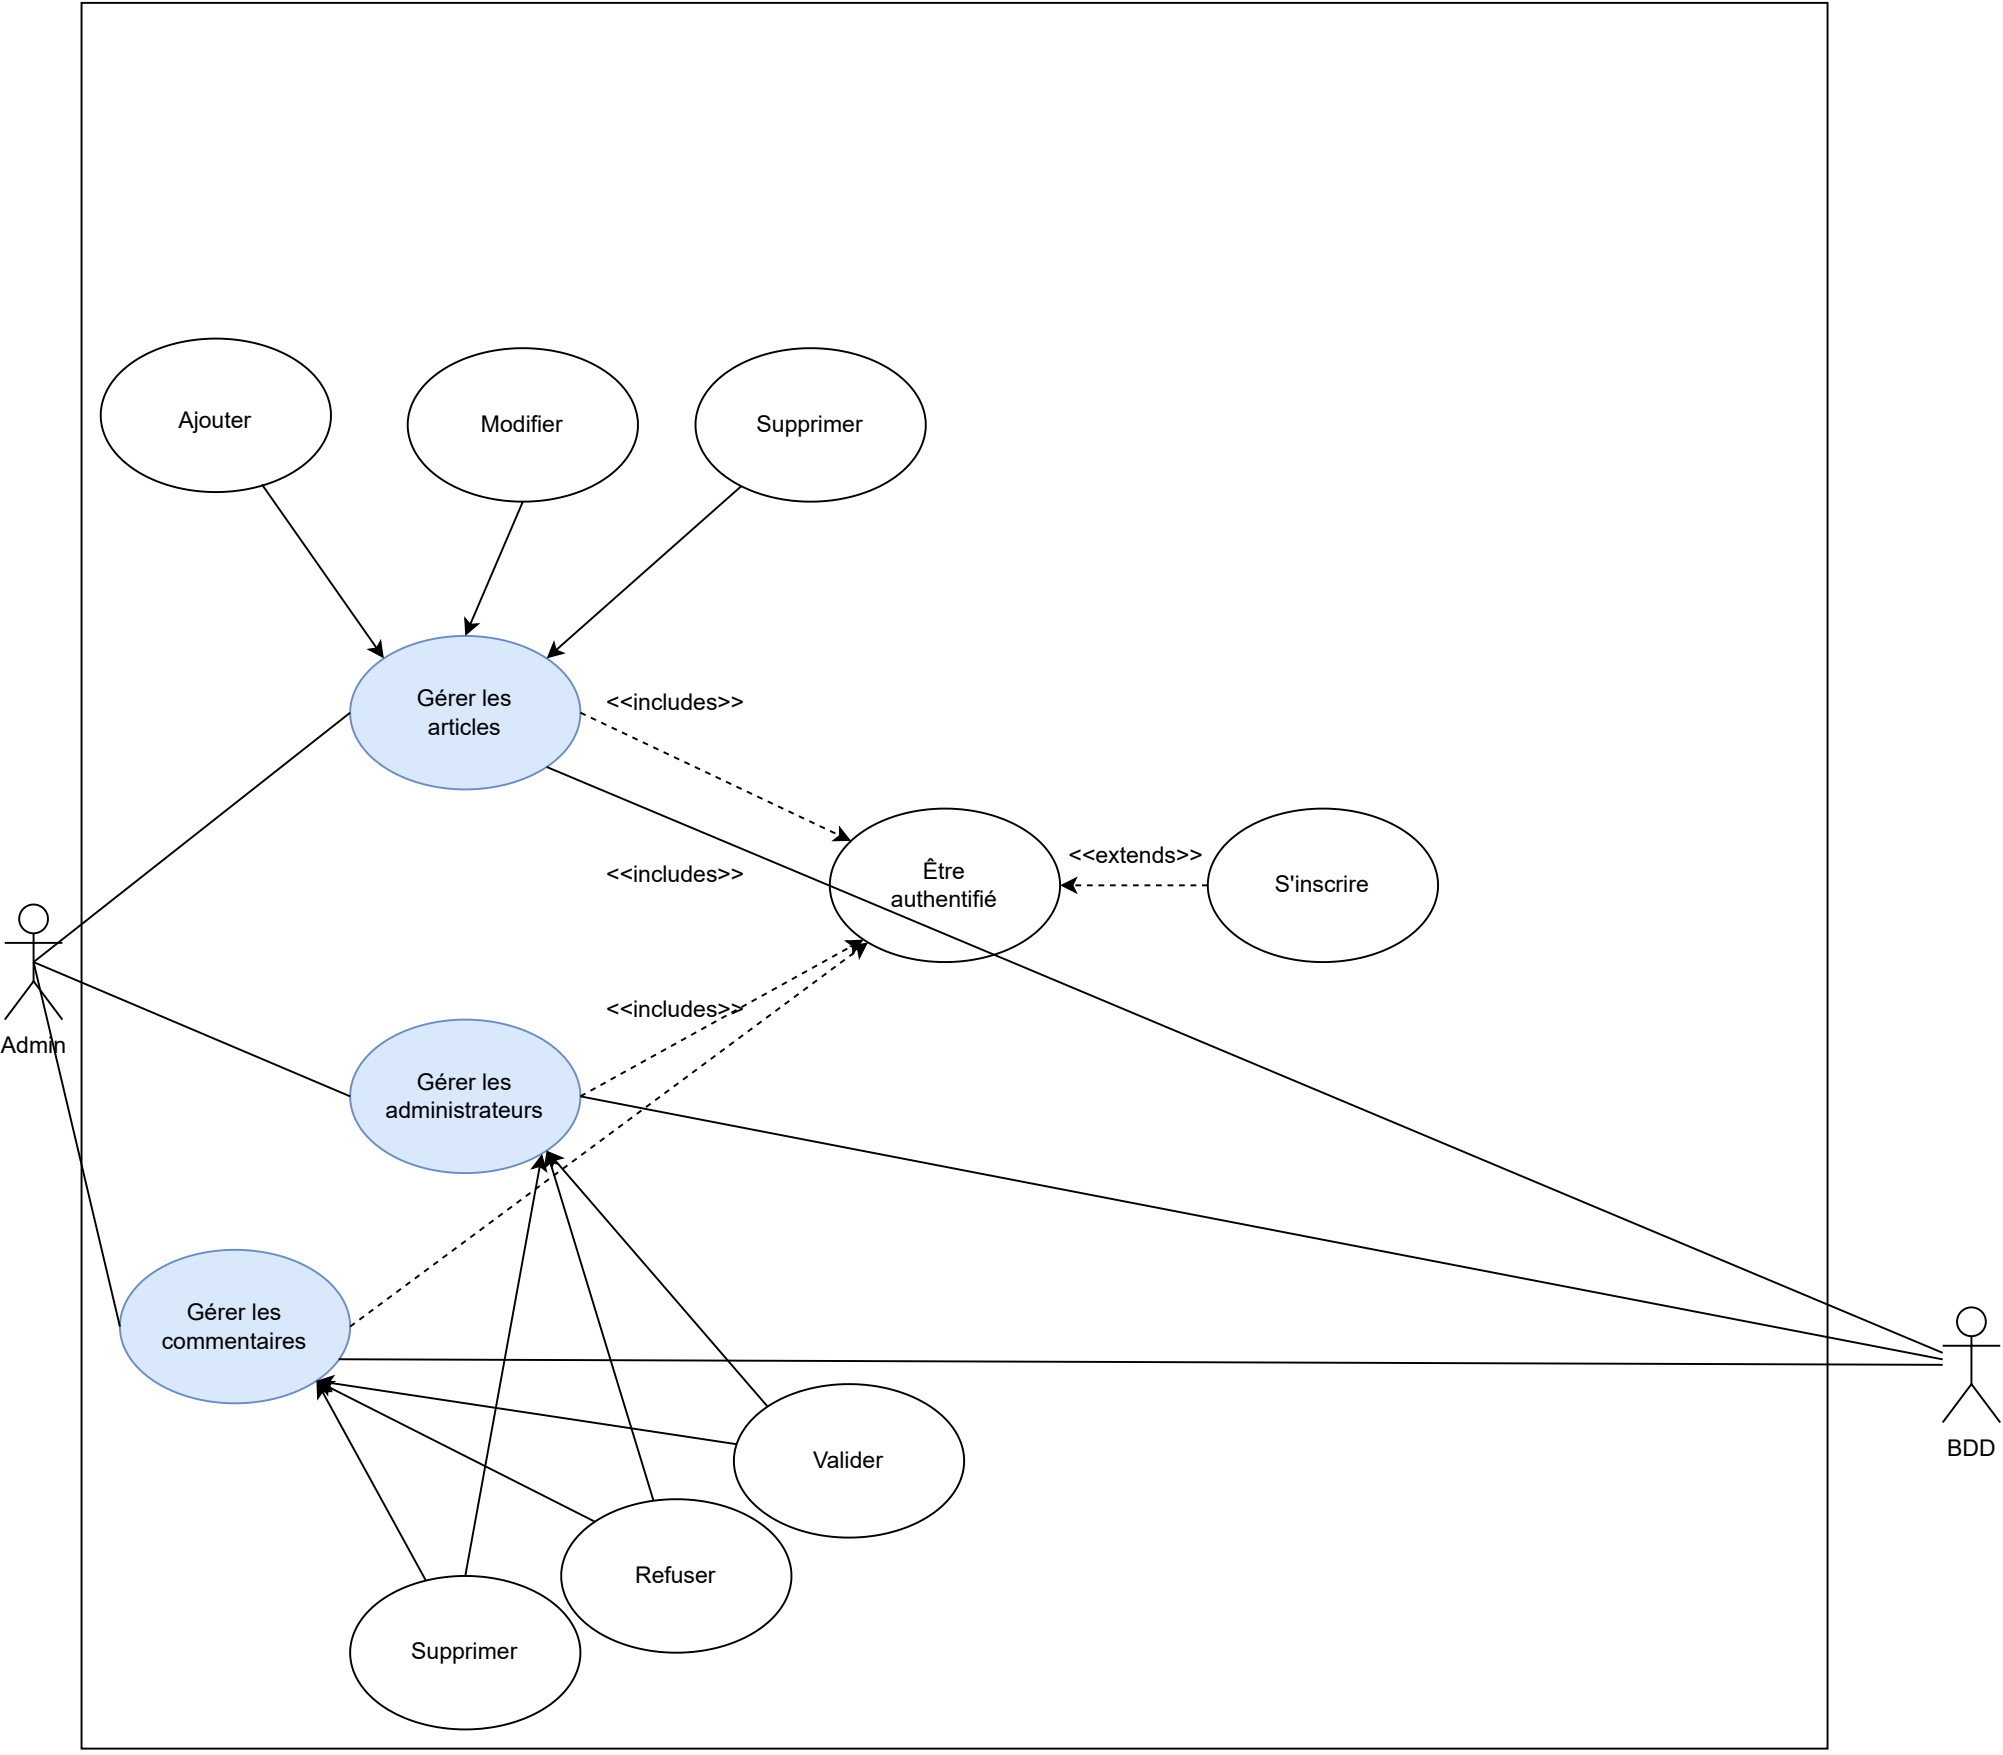 Ajouter
Modifier
Supprimer
Gérer les
articles
<<includes>>
<<includes>>
Être
authentifié
<<extends>>
S'inscrire
Admin
<<includes>>
Gérer les
administrateurs
Gérer les
commentaires
BDD
Valider
Refuser
Supprimer